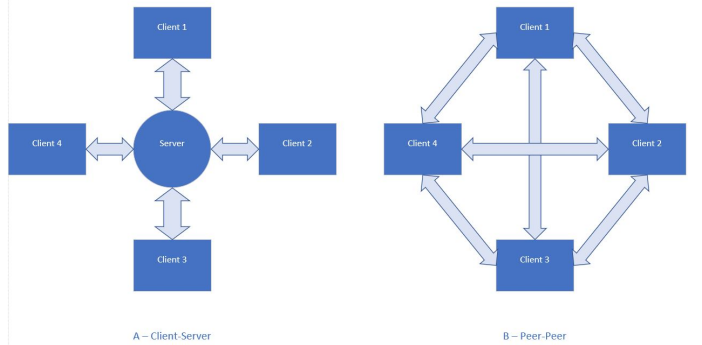 Client 1
Client 4
Server
Client 2
Client 3
A – Client-Server
Client 1
Client 4
Client 2
Client 3
B – Peer-Peer